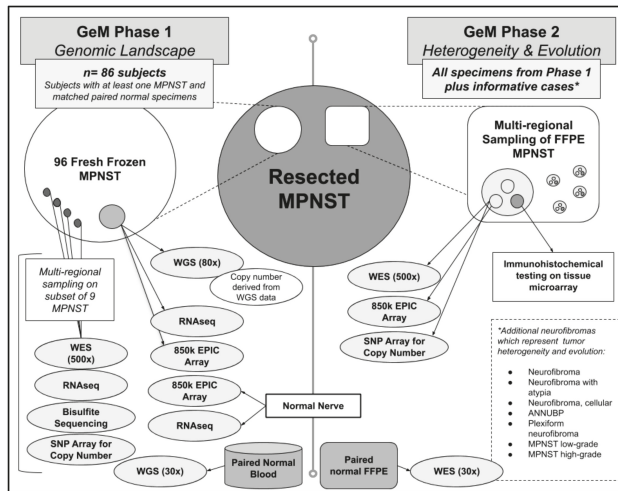 GeM Phase 1
Genomic Landscape
n= 86 subjects
Subjects with at least one MPNST and
matched paired normal specimens
GeM Phase 2
Heterogeneity & Evolution
All specimens from Phase 1
plus informative cases*
96 Fresh Frozen
MPNST
Resected
MPNST
Multi-regional
Sampling of FFPE
MPNST
Multi-regional
sampling on
subset of 9
MPNST
WES
(500x)
RNAseq
Bisulfite
Sequencing
SNP Array for
Copy Number
WGS (80x)
Copy number
derived from
WGS data
RNAseq
850k EPIC
Array
850k EPIC
Array
RNAseq
Normal Nerve
WGS (30x)
Paired Normal
Blood
Paired
normal FFPE
WES (30x)
WES (500x)
850k EPIC
Array
SNP Array for
Copy Number
Immunohistochemical
testing on tissue
microarray
*Additional neurofibromas
which represent tumor
heterogeneity and evolution:
● Neurofibroma
● Neurofibroma with
atypia
● Neurofibroma, cellular
● ANNUBP
● Plexiform
neurofibroma
● MPNST low-grade
● MPNST high-grade